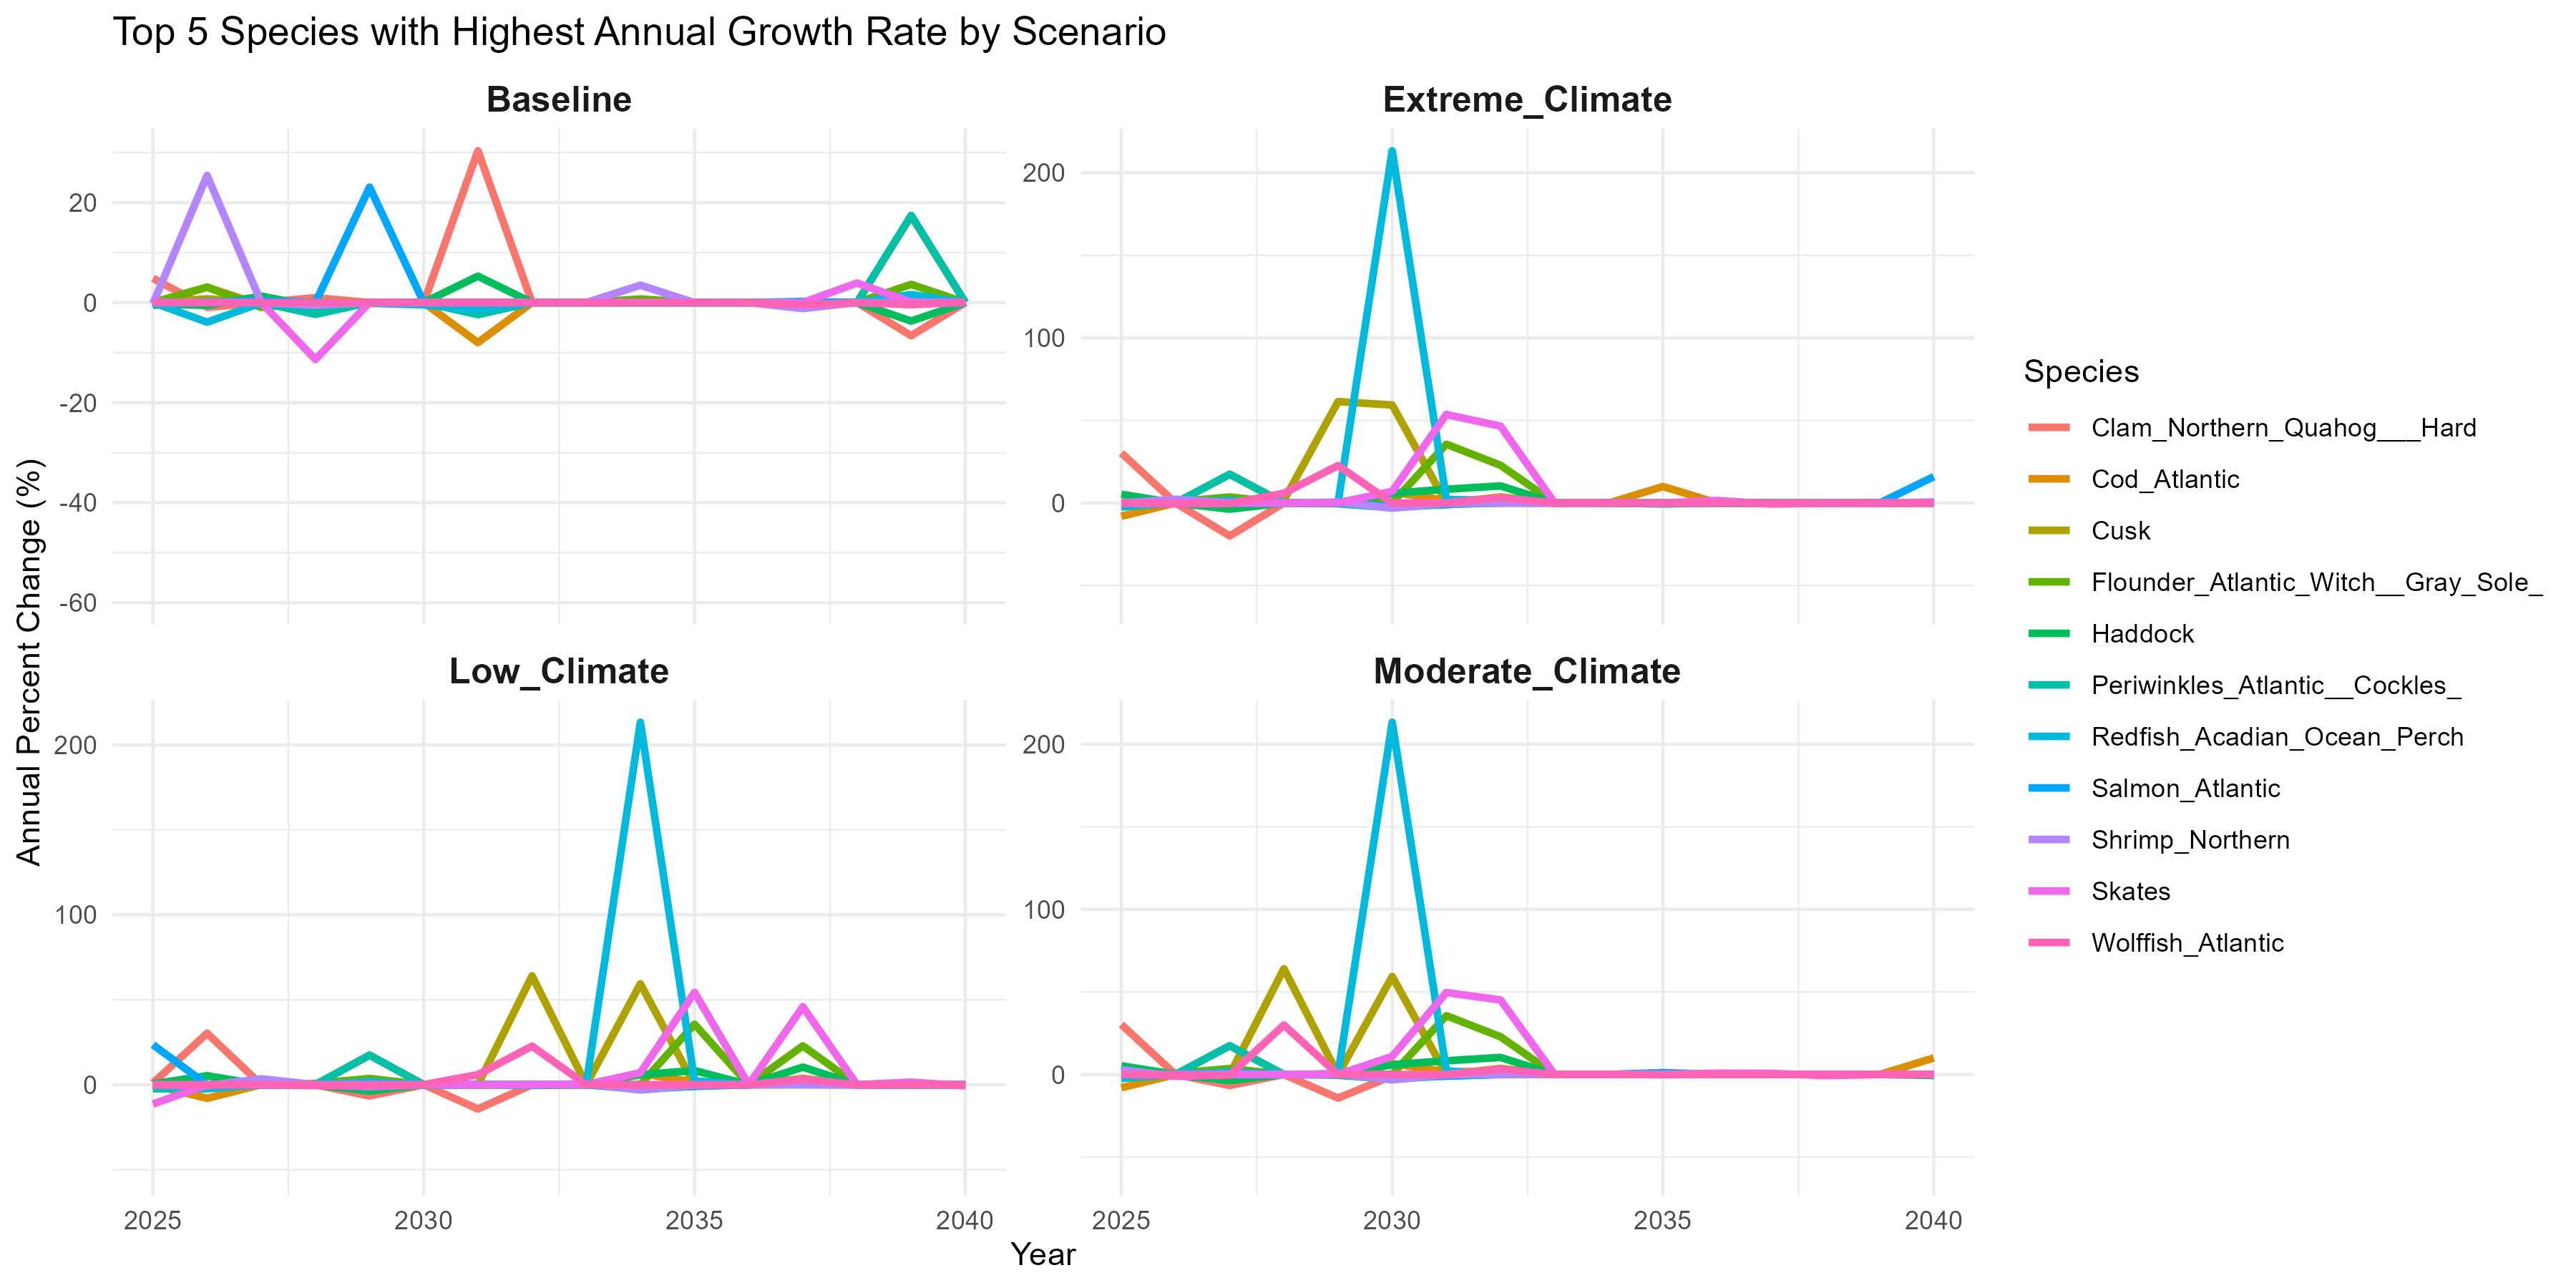 Top 5 Species with Highest Annual Growth Rate by Scenario
Baseline
Extreme_Climate
20
0
-20
-40
-60
200
100
0
Low_Climate
Moderate_Climate
200
100
0
200
100
0
2025
2030
2035
2040
2025
2030
2035
2040
Year
Annual Percent Change (%)
Species
Clam_Northern_Quahog___Hard
Cod_Atlantic
Cusk
Flounder_Atlantic_Witch__Gray_Sole_
Haddock
Periwinkles_Atlantic__Cockles_
Redfish_Acadian_Ocean_Perch
Salmon_Atlantic
Shrimp_Northern
Skates
Wolffish_Atlantic